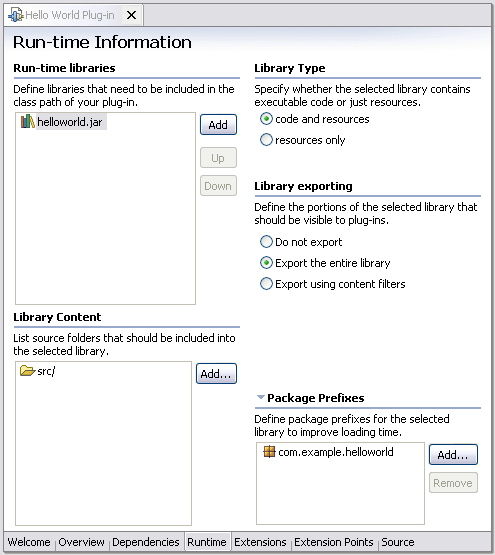 Hello World Plug-in
Run-time Information
Run-time libraries
Define libraries that need to be included in the
class path of your plug-in.
helloworld.jar
Add
Up
Down
Library Type
Specify whether the selected library contains
executable code or just resources.
code and resources
resources only
Library exporting
Define the portions of the selected library that
should be visible to plug-ins.
Do not export
Export the entire library
Export using content filters
Library Content
List source folders that should be included into
the selected library.
src/
Add...
Package Prefixes
Define package prefixes for the selected
library to improve loading time.
com.example.helloworld
Add...
Remove
Welcome Overview Dependencies Runtime Extensions Extension Points Source